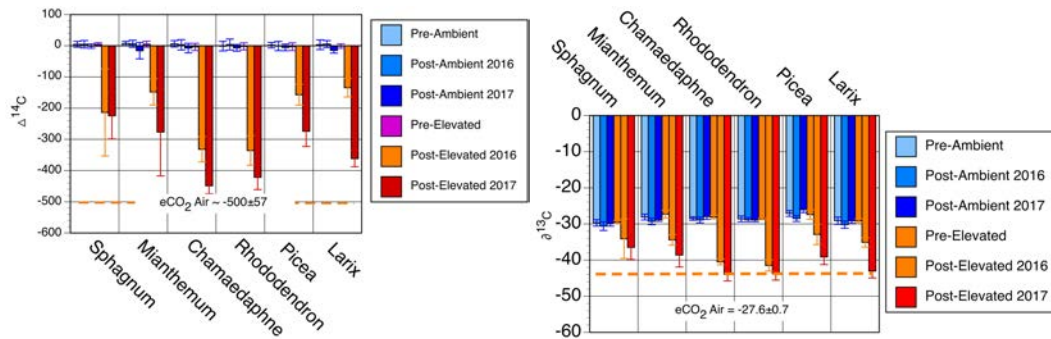 100
0
-100
-200
-300
-400
-500
-600
Δ14C
eCO2 Air ~ -500±57
Sphagnum
Mianthemum
Chamaedaphne
Rhododendron
Picea
Larix
Pre-Ambient
Post-Ambient 2016
Post-Ambient 2017
Pre-Elevated
Post-Elevated 2016
Post-Elevated 2017
Sphagnum
Mianthemum
Chamaedaphne
Rhododendron
Picea
Larix
0
-10
-20
-30
-40
-50
-60
∂13C
eCO2 Air = -27.6±0.7
Pre-Ambient
Post-Ambient 2016
Post-Ambient 2017
Pre-Elevated
Post-Elevated 2016
Post-Elevated 2017